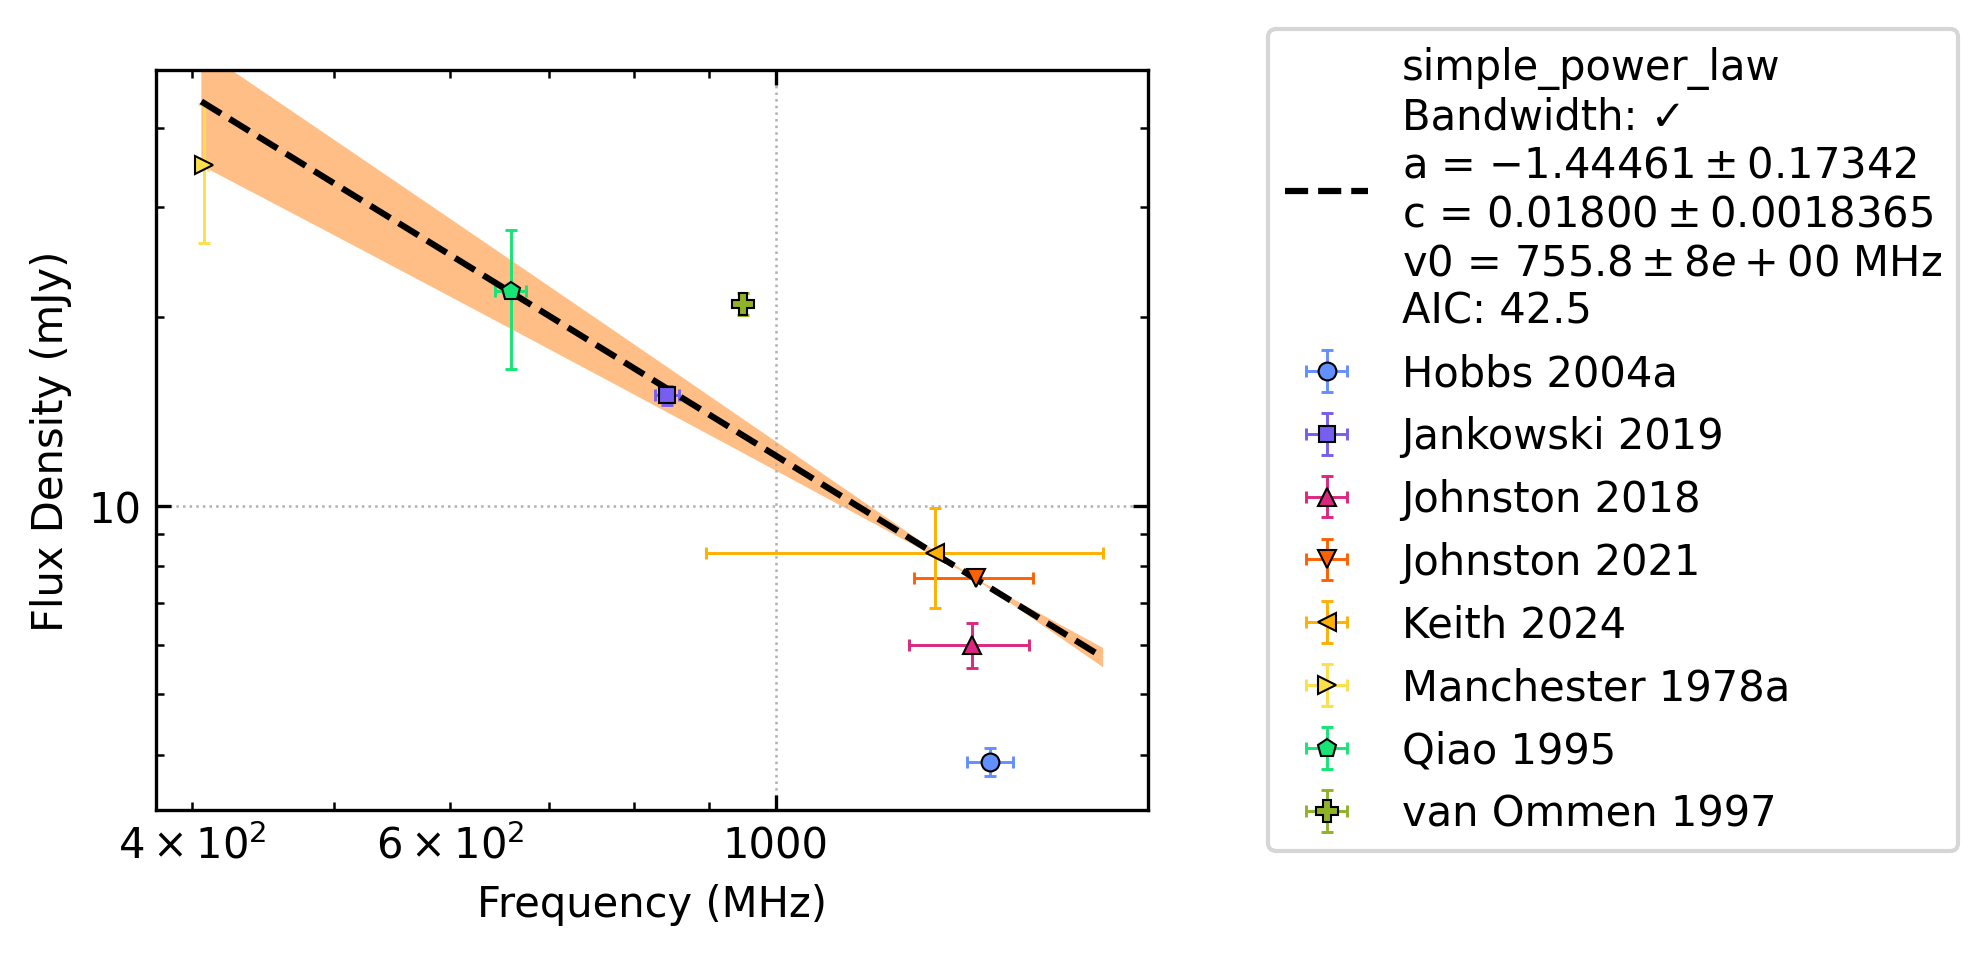 simple_power_law
Bandwidth: ✓
a = −1.44461 ± 0.17342
c = 0.01800 ± 0.0018365
v0 = 755.8 ± 8e + 00 MHz
AIC: 42.5
Hobbs 2004a
Jankowski 2019
Johnston 2018
Johnston 2021
Keith 2024
Manchester 1978a
Qiao 1995
van Ommen 1997
Flux Density (mJy)
10
4 × 10² 6 × 10² 1000
Frequency (MHz)